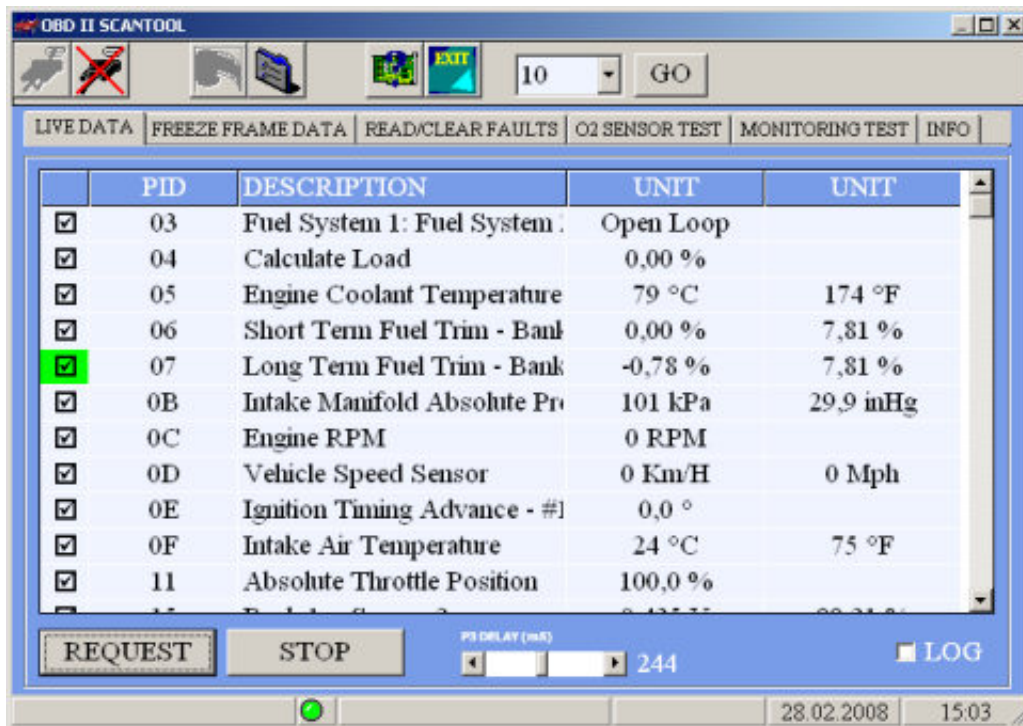 OBD II SCANTOOL
EXIT 10 GO
LIVE DATA FREEZE FRAME DATA READ/CLEAR FAULTS O2 SENSOR TEST MONITORING TEST INFO
PID DESCRIPTION UNIT UNIT
03 Fuel System 1: Fuel System Open Loop
04 Calculate Load 0,00 %
05 Engine Coolant Temperature 79 °C 174 °F
06 Short Term Fuel Trim - Bank 0,00 % 7,81 %
07 Long Term Fuel Trim - Bank -0,78 % 7,81 %
0B Intake Manifold Absolute 101 kPa 29,9 inHg
0C Engine RPM 0 RPM
0D Vehicle Speed Sensor 0 Km/H 0 Mph
0E Ignition Timing Advance - #1 0,0 °
0F Intake Air Temperature 24 °C 75 °F
11 Absolute Throttle Position 100,0 %
REQUEST STOP P3 DELAY (mS) 244 LOG
28.02.2008 15:03